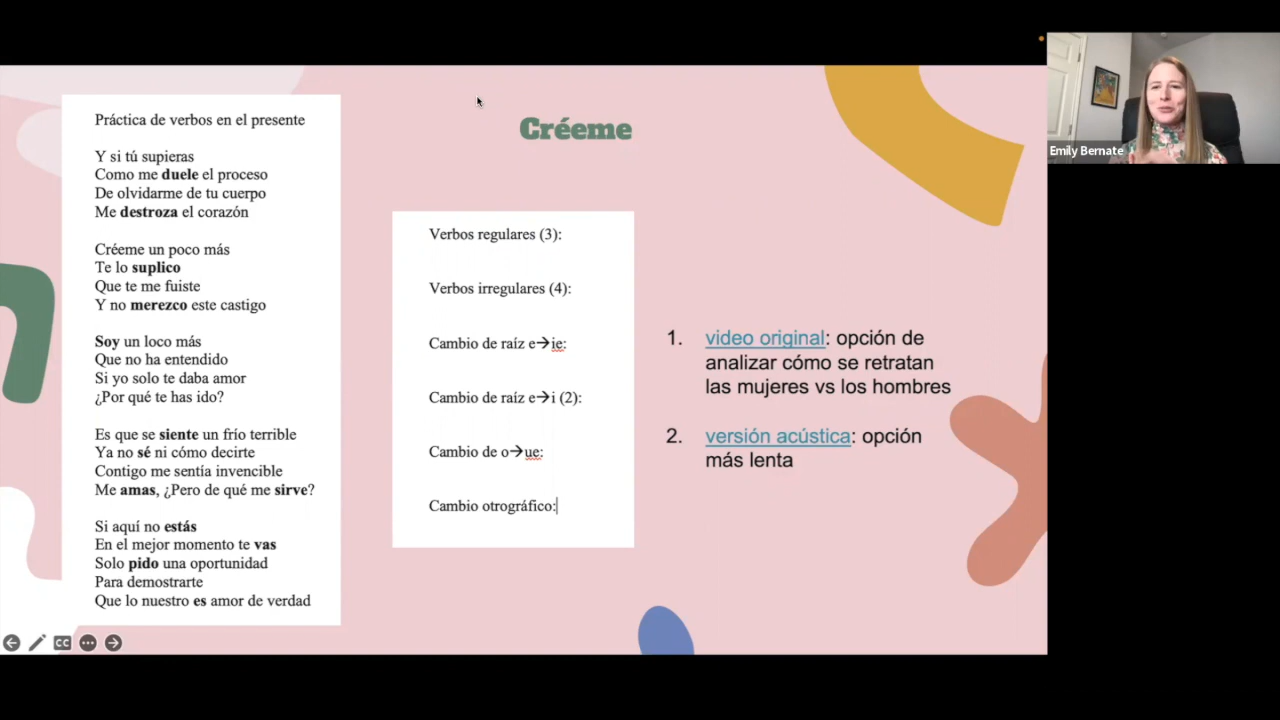 Práctica de verbos en el presente
Y si tú supieras
Como me duele el proceso
De olvidarme de tu cuerpo
Me destroza el corazón
Créeme un poco más
Te lo suplico
Que te me fuiste
Y no merezco este castigo
Soy un loco más
Que no ha entendido
Si yo solo te daba amor
¿Por qué te has ido?
Es que se siente un frío terrible
Ya no sé ni cómo decirte
Contigo me sentía invencible
Me amas, ¿Pero de qué me sirve?
Si aquí no estás
En el mejor momento te vas
Solo pido una oportunidad
Para demostrarte
Que lo nuestro es amor de verdad
Créeme
Verbos regulares (3):
Verbos irregulares (4):
Cambio de raíz e→ie:
Cambio de raíz e→i (2):
Cambio de o→ue:
Cambio otrográfico:
1. video original: opción de
analizar cómo se retratan
las mujeres vs los hombres
2. versión acústica: opción
más lenta
Emily Bernate
CC